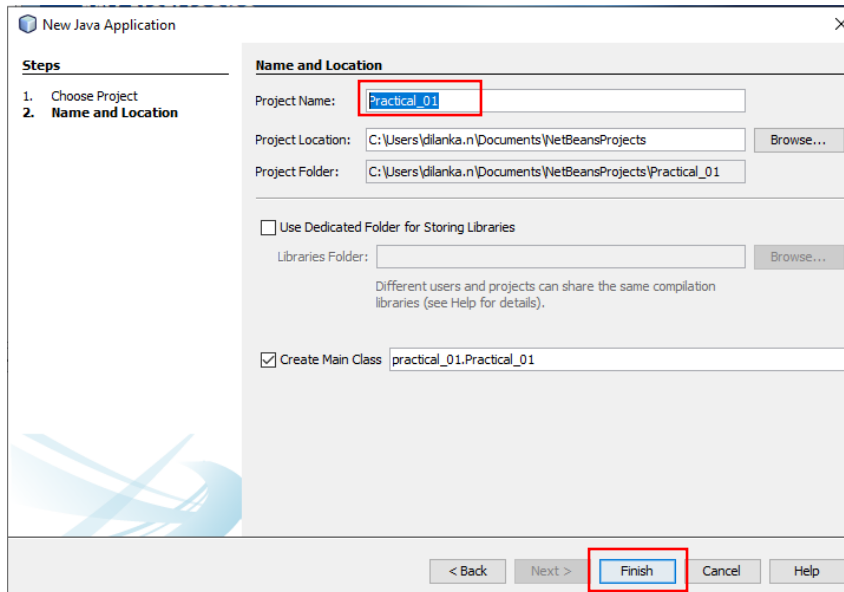 New Java Application
Steps
1. Choose Project
2. Name and Location
Name and Location
Project Name: Practical_01
Project Location: C:\Users\dilanka.n\Documents\NetBeansProjects Browse...
Project Folder: C:\Users\dilanka.n\Documents\NetBeansProjects\Practical_01
Use Dedicated Folder for Storing Libraries
Libraries Folder: Browse...
Different users and projects can share the same compilation
libraries (see Help for details).
Create Main Class practical_01.Practical_01
< Back Next > Finish Cancel Help